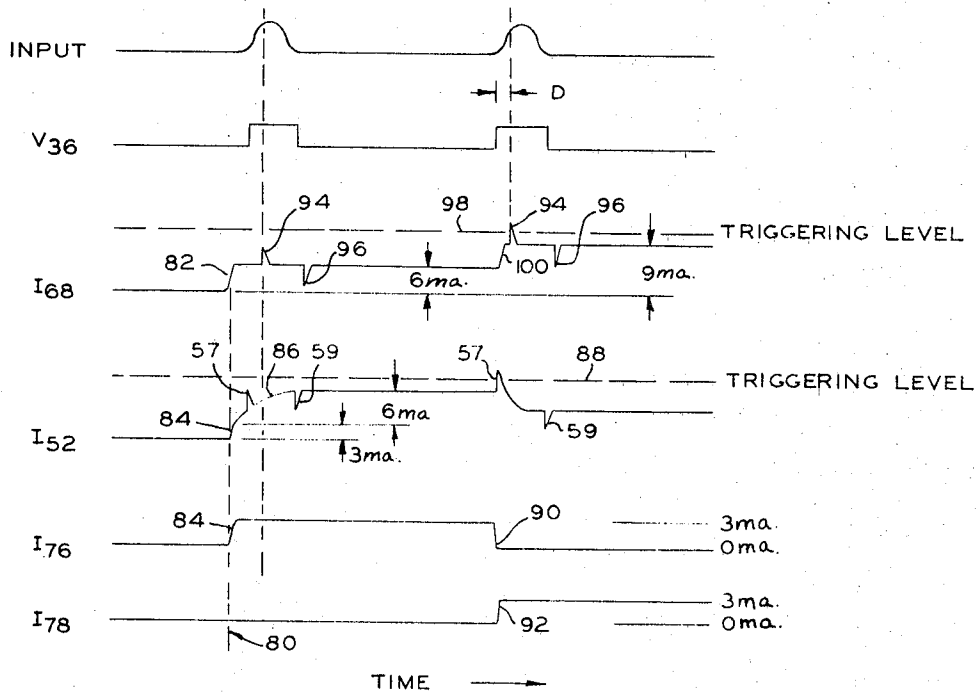 INPUT
D
V36
98
94
96
TRIGGERING LEVEL
94
82
96
100
6ma.
9ma.
I68
57
86
59
57
88
TRIGGERING LEVEL
84
6ma
59
I52
3ma.
84
90
3ma.
I76
0ma.
3ma.
I78
92
0ma.
80
TIME